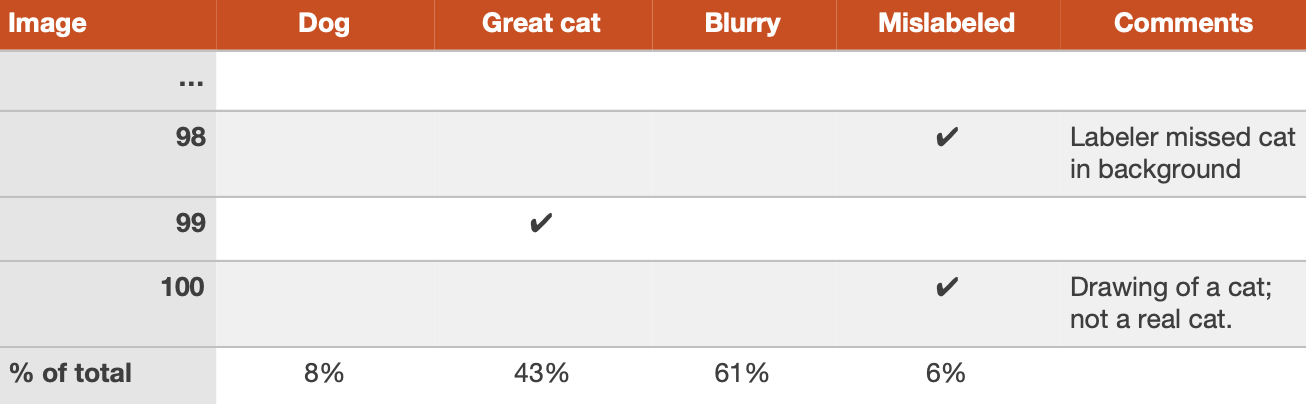 Image Dog Great cat Blurry Mislabeled Comments
...
98 ✔ Labeler missed cat
in background
99 ✔
100 ✔ Drawing of a cat;
not a real cat.
% of total 8% 43% 61% 6%